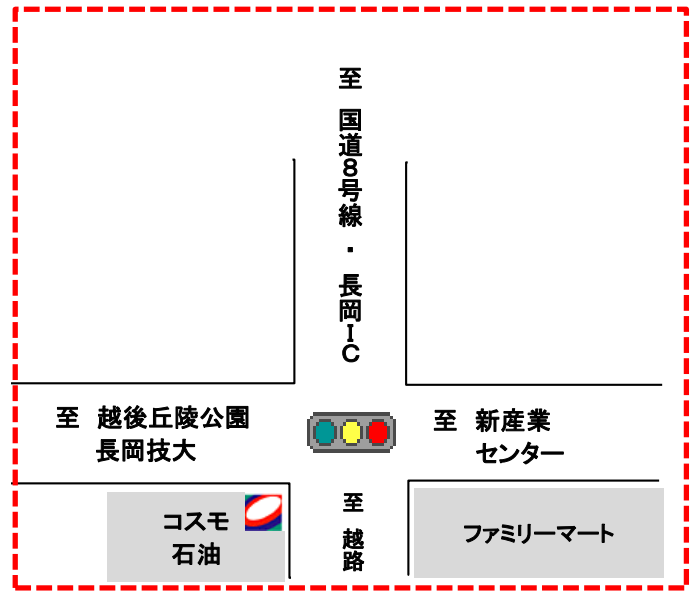 至 国道8号線・長岡IC
至 越後丘陵公園
長岡技大
至 新産業
センター
至 越路
コスモ
石油
ファミリーマート